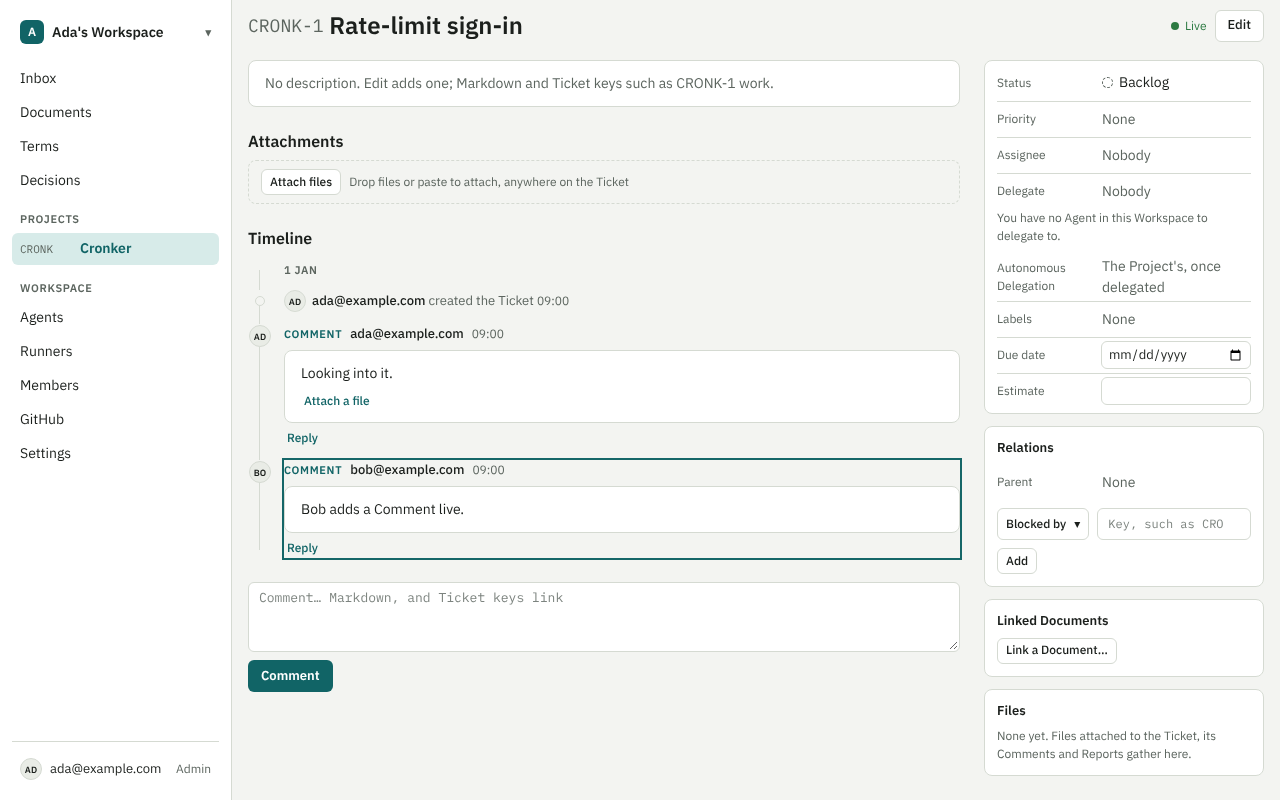 A Ada's Workspace ▾
Inbox
Documents
Terms
Decisions
PROJECTS
CRONK Cronker
WORKSPACE
Agents
Runners
Members
GitHub
Settings
AD ada@example.com Admin
CRONK-1 Rate-limit sign-in
Live Edit
No description. Edit adds one; Markdown and Ticket keys such as CRONK-1 work.
Attachments
Attach files Drop files or paste to attach, anywhere on the Ticket
Timeline
1 JAN
AD ada@example.com created the Ticket 09:00
AD COMMENT ada@example.com 09:00
Looking into it.
Attach a file
Reply
BO COMMENT bob@example.com 09:00
Bob adds a Comment live.
Reply
Comment… Markdown, and Ticket keys link
Comment
Status Backlog
Priority None
Assignee Nobody
Delegate Nobody
You have no Agent in this Workspace to
delegate to.
Autonomous Delegation The Project's, once delegated
Labels None
Due date mm/dd/yyyy
Estimate
Relations
Parent None
Blocked by ▾ Key, such as CRO
Add
Linked Documents
Link a Document…
Files
None yet. Files attached to the Ticket, its
Comments and Reports gather here.